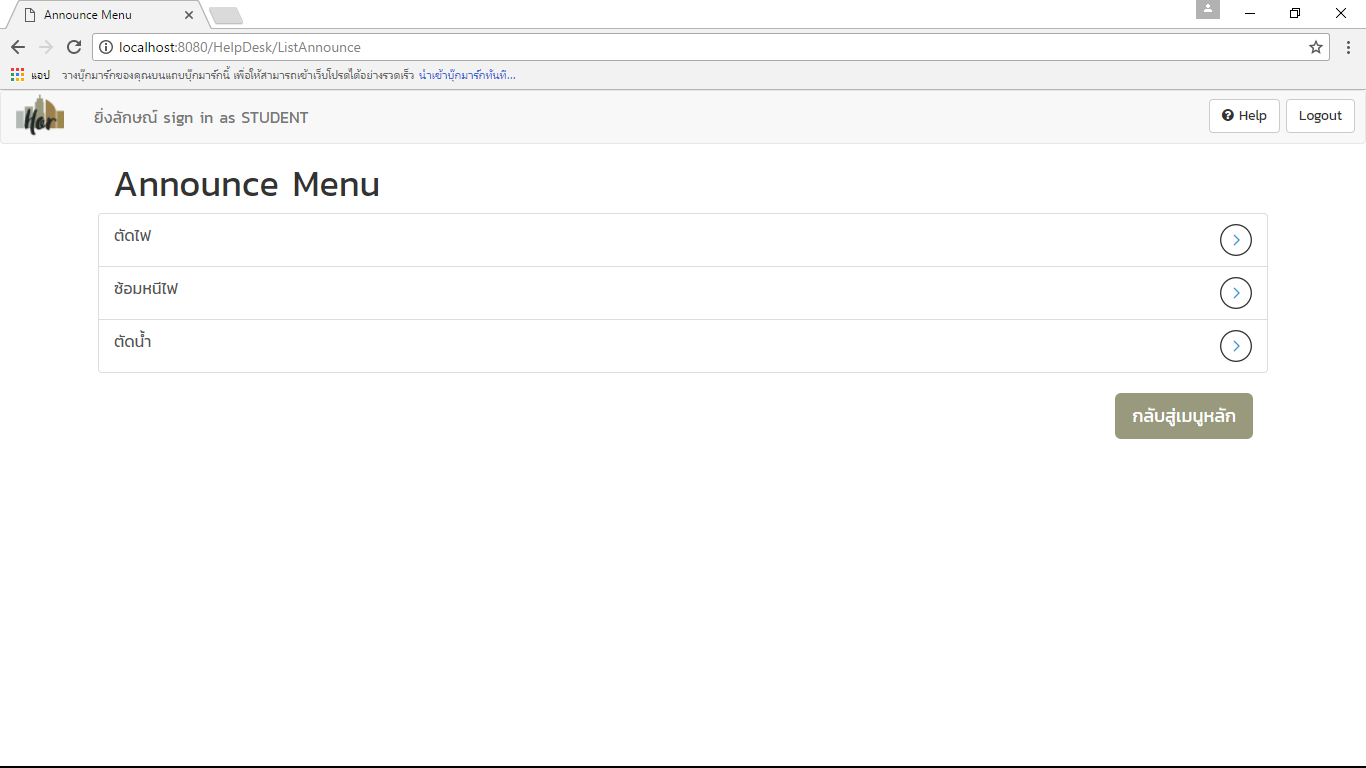 Announce Menu
localhost:8080/HelpDesk/ListAnnounce
แอป วางบุ๊กมาร์กของคุณบนแถบบุ๊กมาร์กนี้ เพื่อให้สามารถเข้าเว็บโปรดได้อย่างรวดเร็ว นำเข้าบุ๊กมาร์กทันที...
Hor ยิ่งลักษณ์ sign in as STUDENT Help Logout
Announce Menu
ตัดไฟ
ซ้อมหนีไฟ
ตัดน้ำ
กลับสู่เมนูหลัก